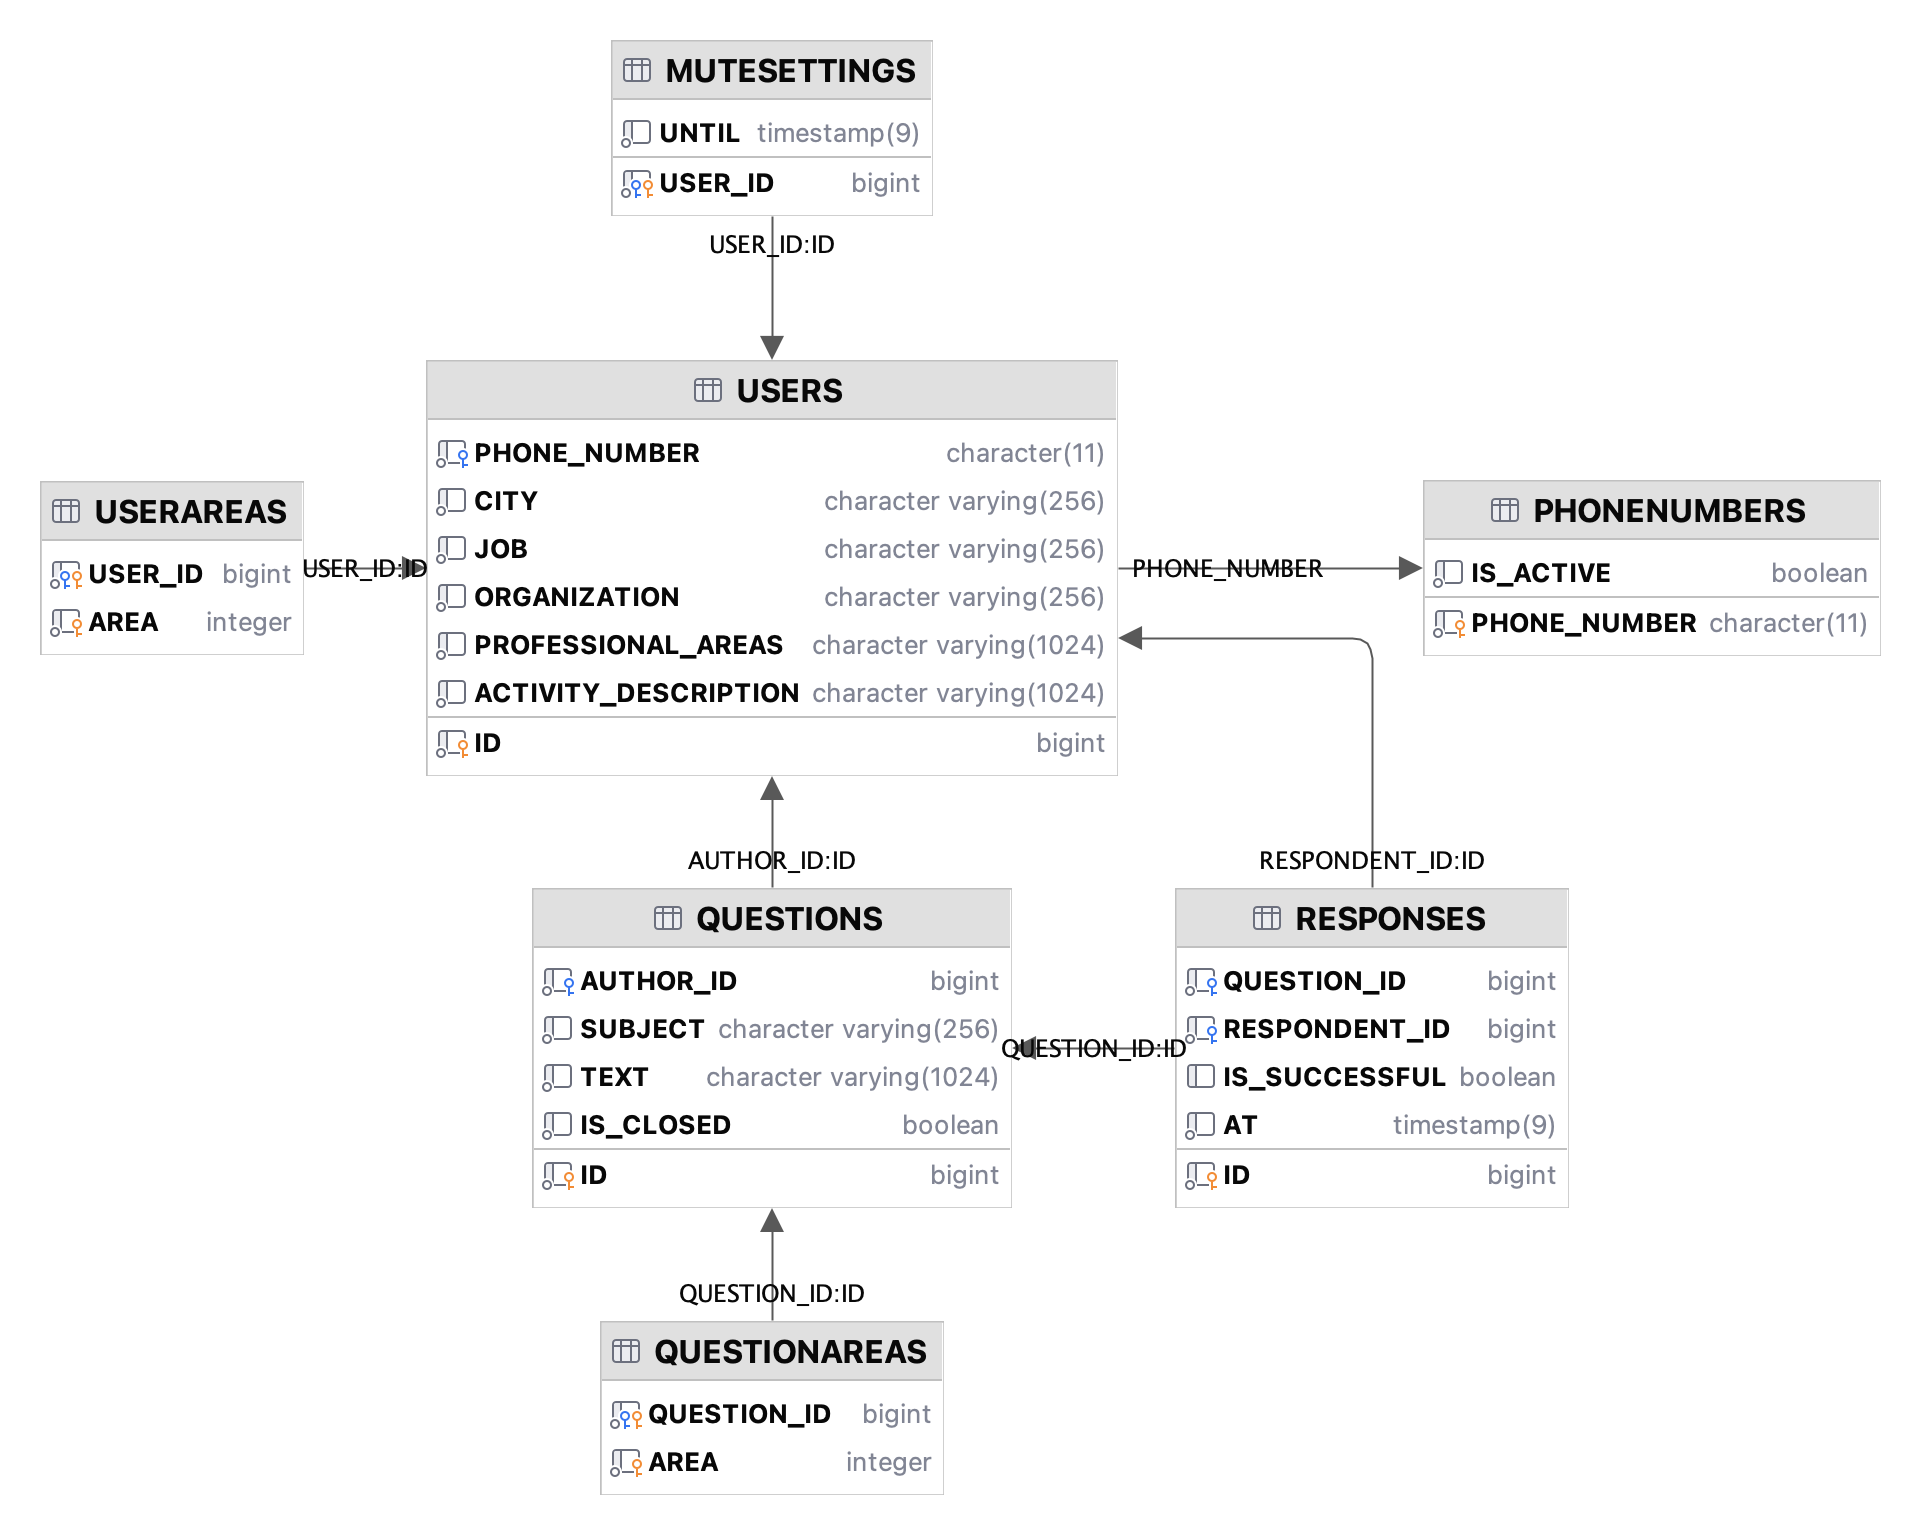 MUTESETTINGS
UNTIL timestamp(9)
USER_ID bigint
USER_ID:ID
USERS
PHONE_NUMBER character(11)
CITY character varying(256)
JOB character varying(256)
ORGANIZATION character varying(256)
PROFESSIONAL_AREAS character varying(1024)
ACTIVITY_DESCRIPTION character varying(1024)
ID bigint
USERAREAS
USER_ID bigint
AREA integer
USER_ID:ID
PHONE_NUMBER
PHONENUMBERS
IS_ACTIVE boolean
PHONE_NUMBER character(11)
AUTHOR_ID:ID
RESPONDENT_ID:ID
QUESTIONS
AUTHOR_ID bigint
SUBJECT character varying(256)
TEXT character varying(1024)
IS_CLOSED boolean
ID bigint
QUESTION_ID:ID
RESPONSES
QUESTION_ID bigint
RESPONDENT_ID bigint
IS_SUCCESSFUL boolean
AT timestamp(9)
ID bigint
QUESTION_ID:ID
QUESTIONAREAS
QUESTION_ID bigint
AREA integer